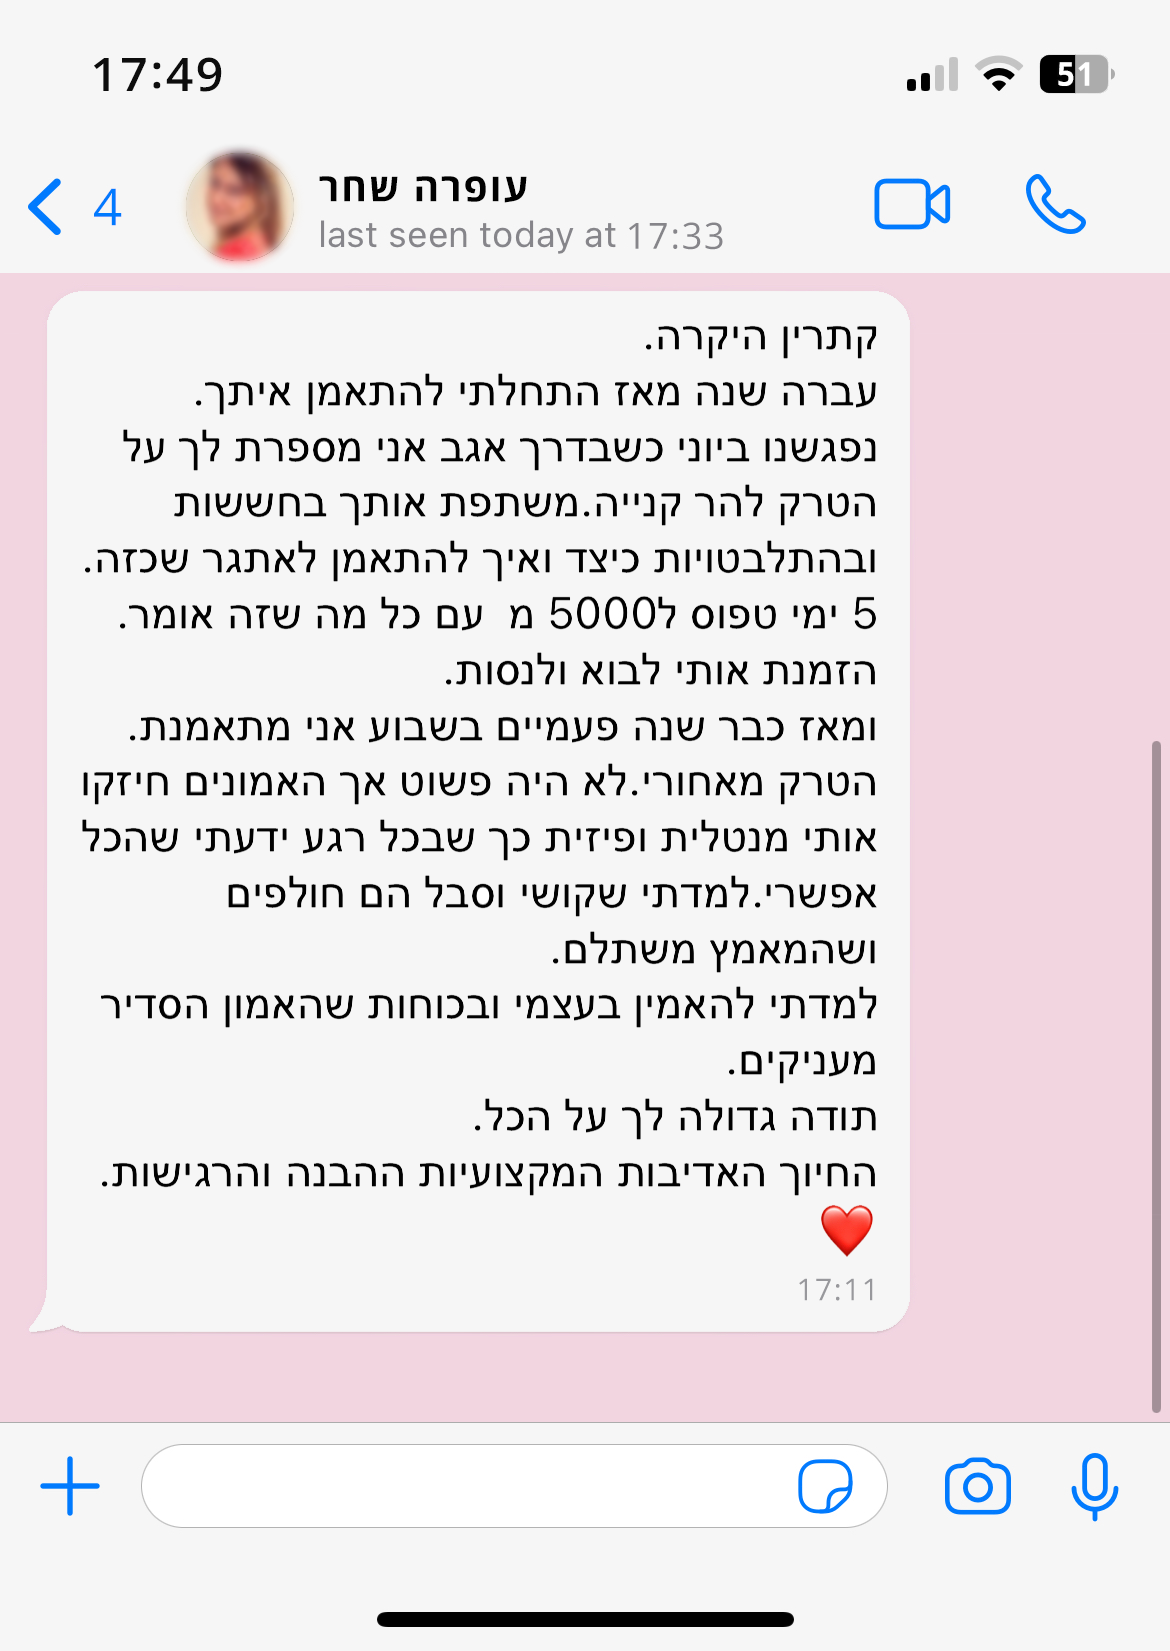 17:49
51
4
עופרה שחר
last seen today at 17:33
קתרין היקרה.
עברה שנה מאז התחלתי להתאמן איתך.
נפגשנו ביוני כשבדרך אגב אני מספרת לך על
הטרק להר קנייה.משתפת אותך בחששות
ובהתלבטויות כיצד ואיך להתאמן לאתגר שכזה.
5 ימי טפוס ל5000 מ  עם כל מה שזה אומר.
הזמנת אותי לבוא ולנסות.
ומאז כבר שנה פעמיים בשבוע אני מתאמנת.
הטרק מאחורי.לא היה פשוט אך האמונים חיזקו
אותי מנטלית ופיזית כך שבכל רגע ידעתי שהכל
אפשרי.למדתי שקושי וסבל הם חולפים
ושהמאמץ משתלם.
למדתי להאמין בעצמי ובכוחות שהאמון הסדיר
מעניקים.
תודה גדולה לך על הכל.
החיוך האדיבות המקצועיות ההבנה והרגישות.
❤️
17:11